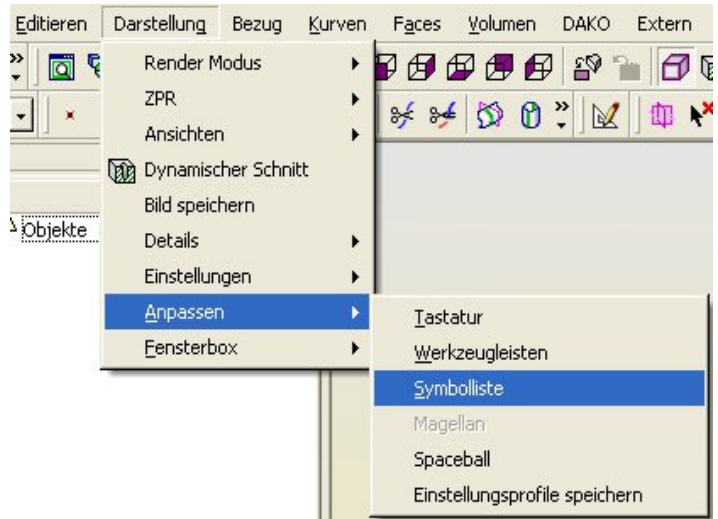 Editieren Darstellung Bezug Kurven Faces Volumen DAKO Extern
Render Modus
ZPR
Ansichten
Dynamischer Schnitt
Bild speichern
Objekte
Details
Einstellungen
Anpassen
Fensterbox
Tastatur
Werkzeugleisten
Symbolliste
Magellan
Spaceball
Einstellungsprofile speichern